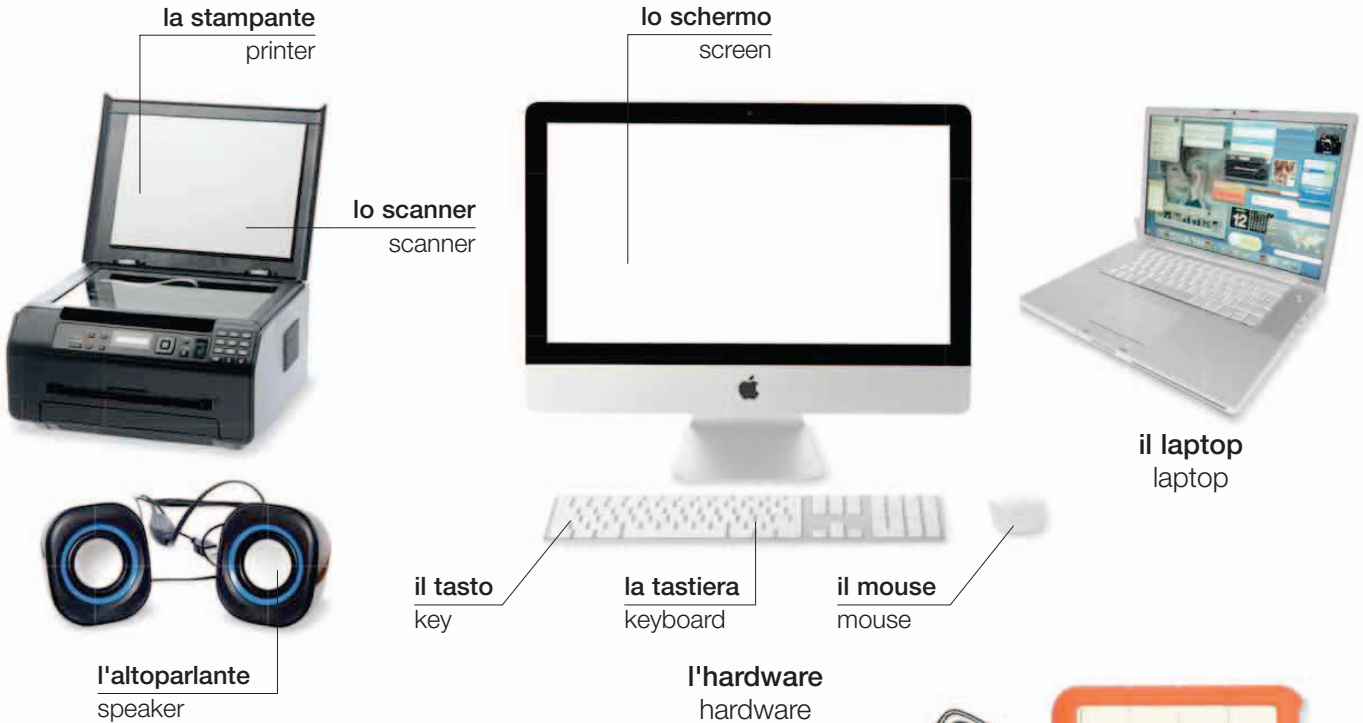 la stampante
printer
lo schermo
screen
lo scanner
scanner
il laptop
laptop
il tasto
key
la tastiera
keyboard
il mouse
mouse
l'altoparlante
speaker
l'hardware
hardware
12